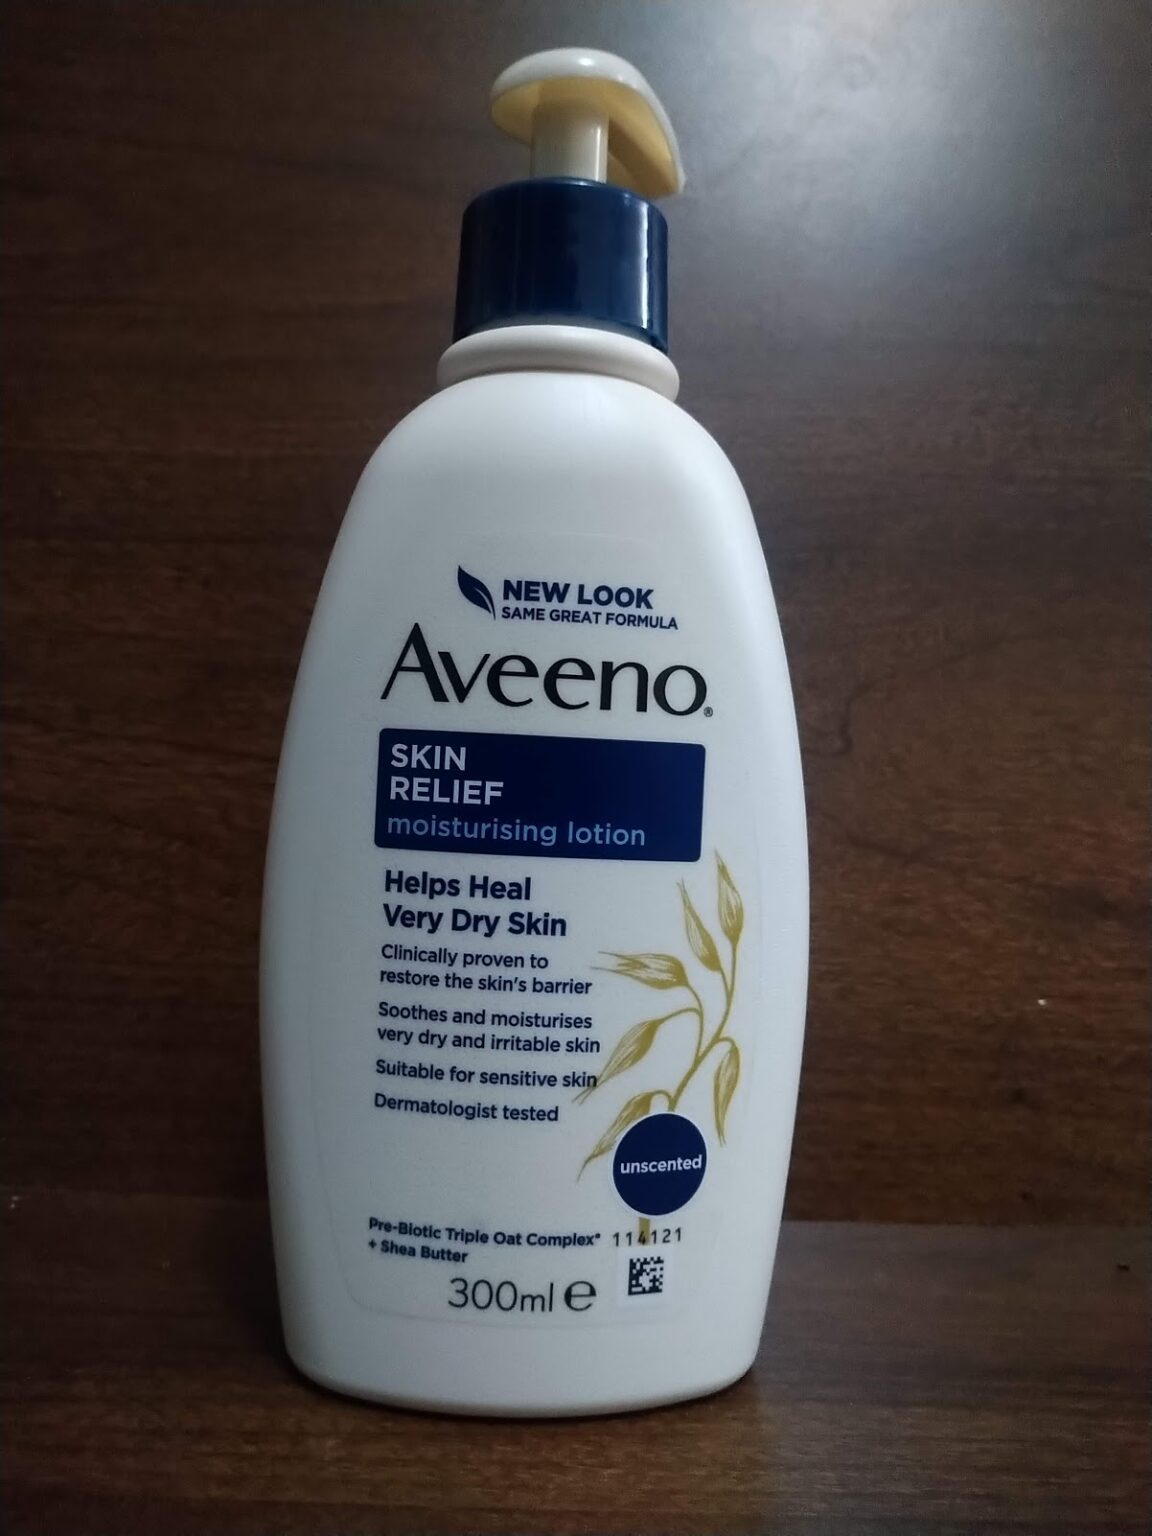 NEW LOOK
SAME GREAT FORMULA
Aveeno®
SKIN
RELIEF
moisturising lotion
Helps Heal
Very Dry Skin
Clinically proven to
restore the skin's barrier
Soothes and moisturises
very dry and irritable skin
Suitable for sensitive skin
Dermatologist tested
unscented
Pre-Biotic Triple Oat Complex* 114121
+ Shea Butter
300ml ℮